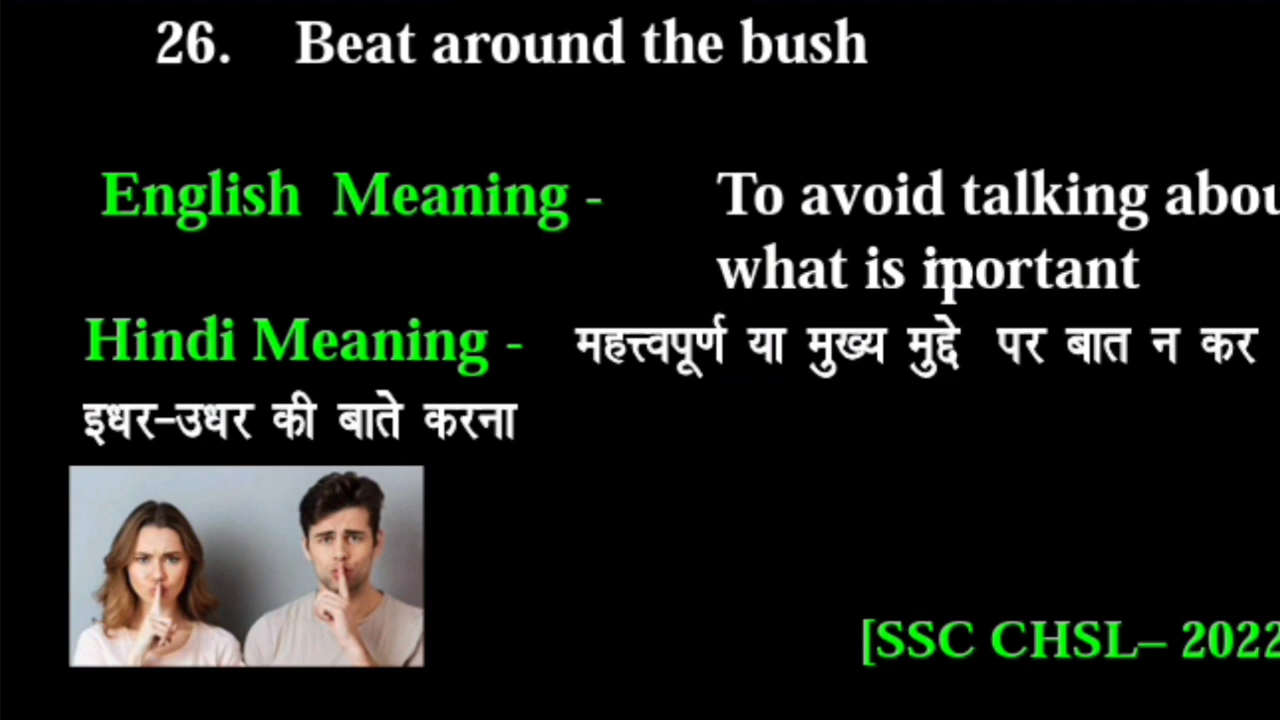 26. Beat around the bush
English Meaning - To avoid talking abou
what is iportant
Hindi Meaning - महत्त्वपूर्ण या मुख्य मुद्दे पर बात न कर
इधर-उधर की बाते करना
[SSC CHSL– 2022